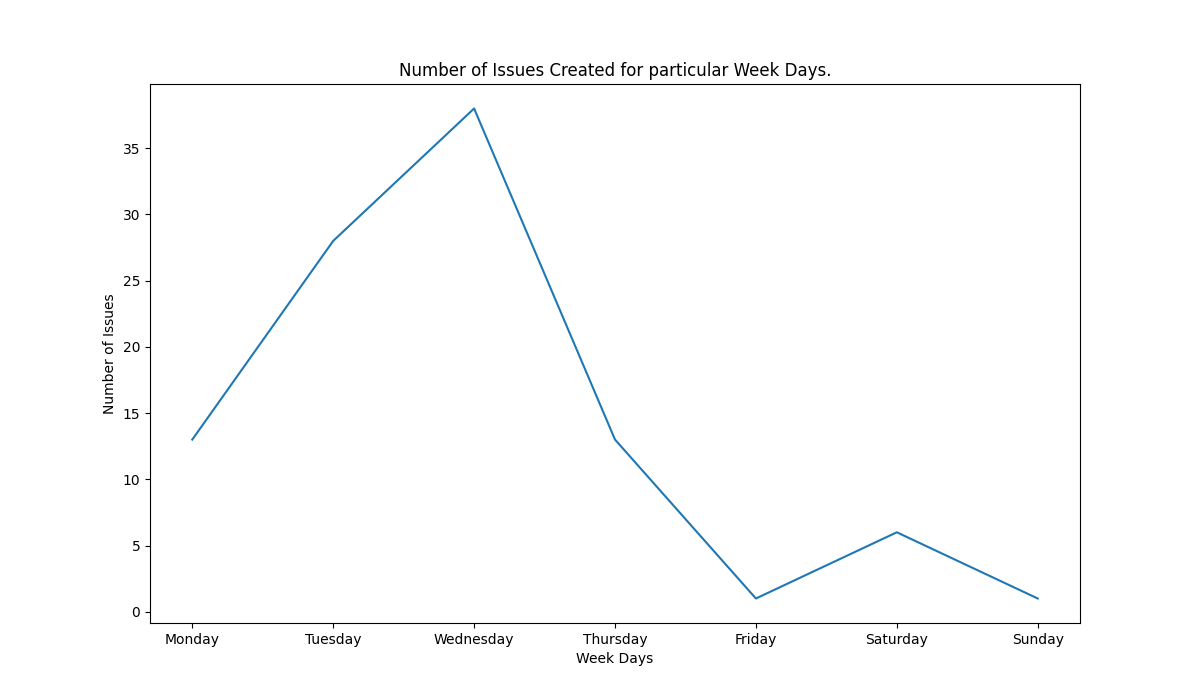 Number of Issues Created for particular Week Days.
Number of Issues
35
30
25
20
15
10
5
0
Monday Tuesday Wednesday Thursday Friday Saturday Sunday
Week Days